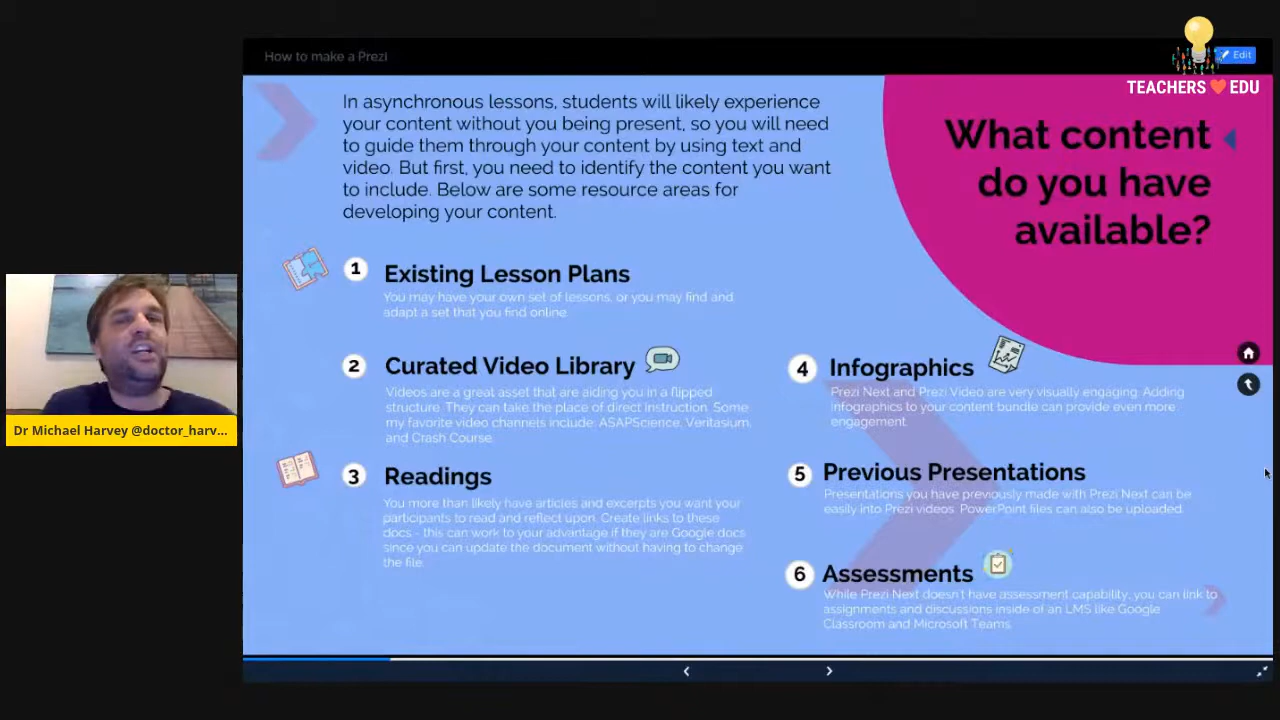 How to make a Prezi
Edit
TEACHERS EDU
In asynchronous lessons, students will likely experience
your content without you being present, so you will need
to guide them through your content by using text and
video. But first, you need to identify the content you want
to include. Below are some resource areas for
developing your content.
What content
do you have
available?
1
Existing Lesson Plans
You may have your own set of lessons, or you may find and
adapt a set that you find online.
2
Curated Video Library
Videos are a great asset that are aiding you in a flipped
structure. They can take the place of direct instruction. Some
my favorite video channels include: ASAPScience, Veritasium,
and Crash Course.
3
Readings
You more than likely have articles and excerpts you want your
participants to read and reflect upon. Create links to these
docs - this can work to your advantage if they are Google docs
since you can update the document without having to change
the file.
4
Infographics
Prezi Next and Prezi Video are very visually engaging. Adding
infographics to your content bundle can provide even more
engagement.
5
Previous Presentations
Presentations you have previously made with Prezi Next can be
easily into Prezi videos. PowerPoint files can also be uploaded.
6
Assessments
While Prezi Next doesn't have assessment capability, you can link to
assignments and discussions inside of an LMS like Google
Classroom and Microsoft Teams.
Dr Michael Harvey @doctor_harv...